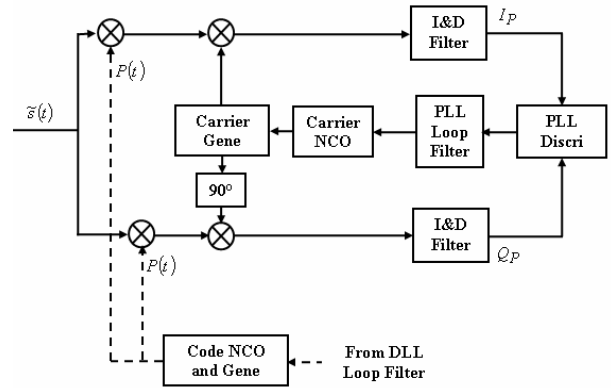 I&D
Filter
I_P
P(t)
s̃(t)
Carrier
Gene
Carrier
NCO
PLL
Loop
Filter
PLL
Discri
90°
I&D
Filter
P(t)
Q_P
Code NCO
and Gene
From DLL
Loop Filter